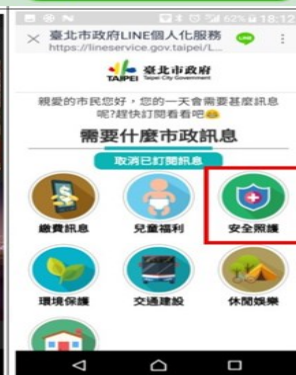 62% 18:12
臺北市政府LINE個人化服務
https://lineservice.gov.taipei/L...
TAIPEI 臺北市政府
Taipei City Government
親愛的市民您好，您的一天會需要甚麼訊息
呢?趕快訂閱看看吧
需要什麼市政訊息
取消已訂閱訊息
繳費訊息 兒童福利 安全照護
環境保護 交通建設 休閒娛樂